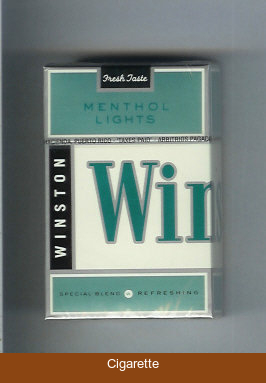 Fresh Taste
MENTHOL
LIGHTS
WINSTON
Win
SPECIAL BLEND REFRESHING
Cigarette